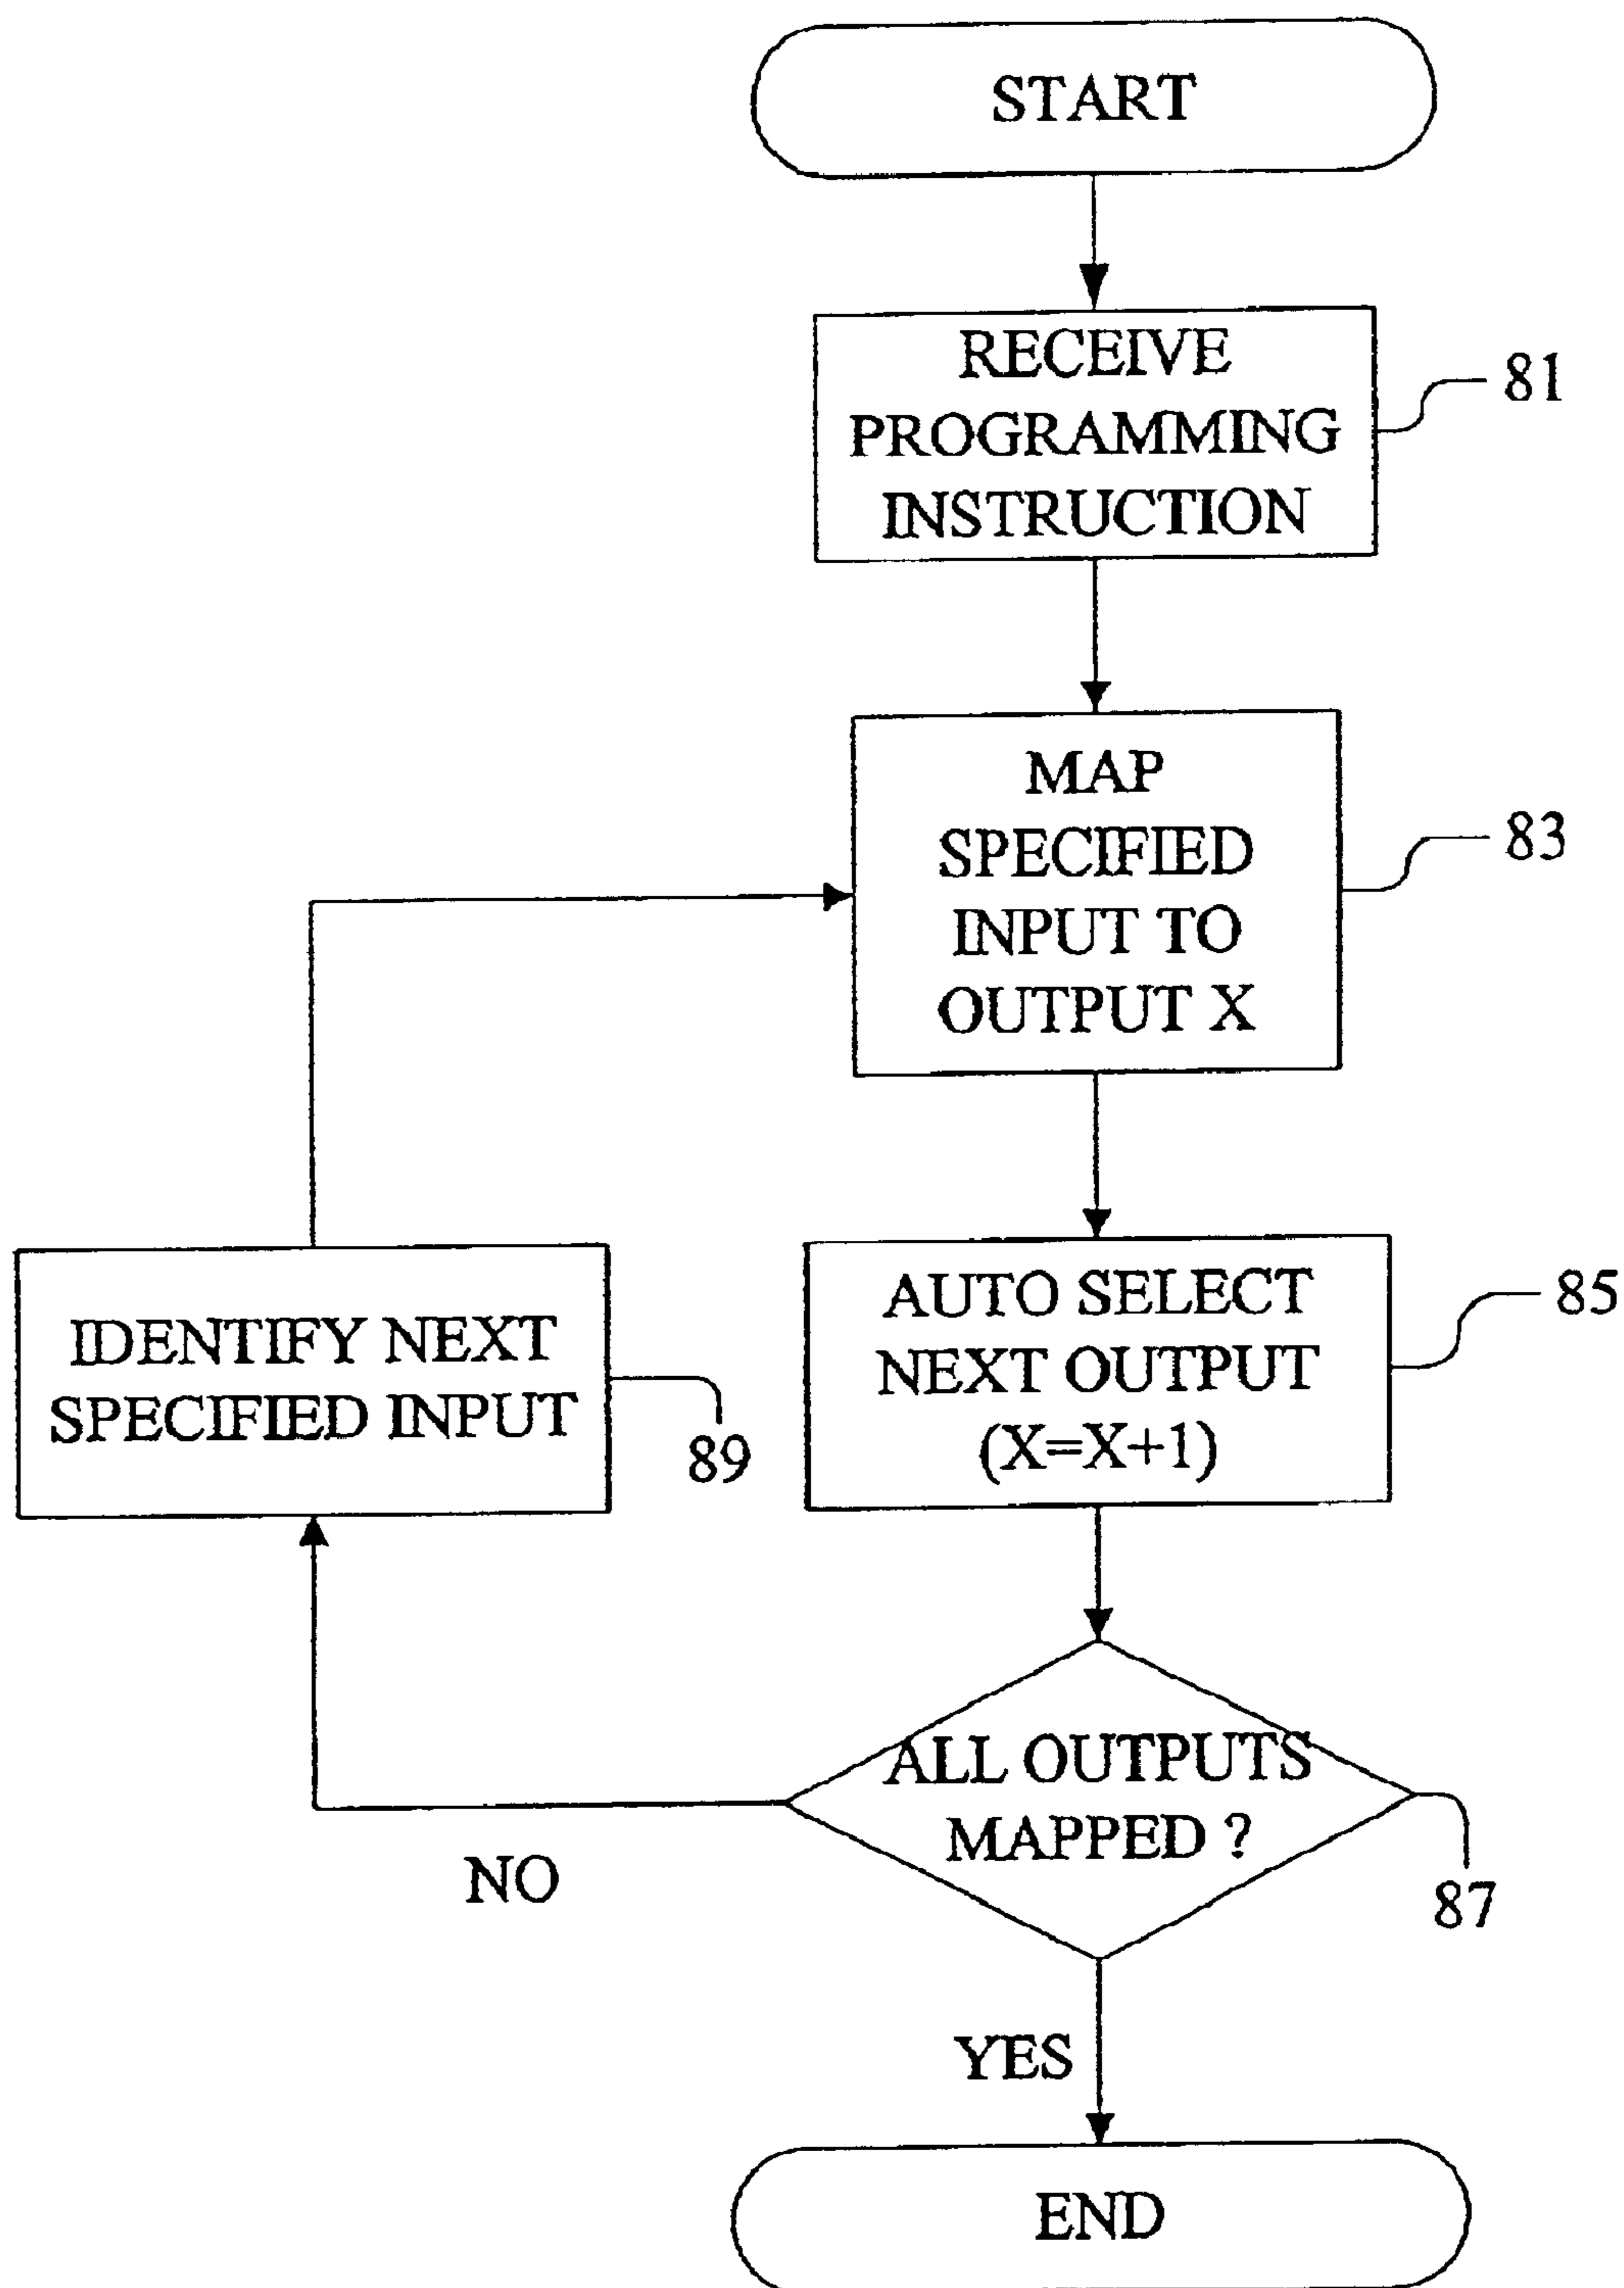 START
RECEIVE
PROGRAMMING
INSTRUCTION
81
MAP
SPECIFIED
INPUT TO
OUTPUT X
83
AUTO SELECT
NEXT OUTPUT
(X=X+1)
85
IDENTIFY NEXT
SPECIFIED INPUT
89
ALL OUTPUTS
MAPPED ?
87
NO
YES
END